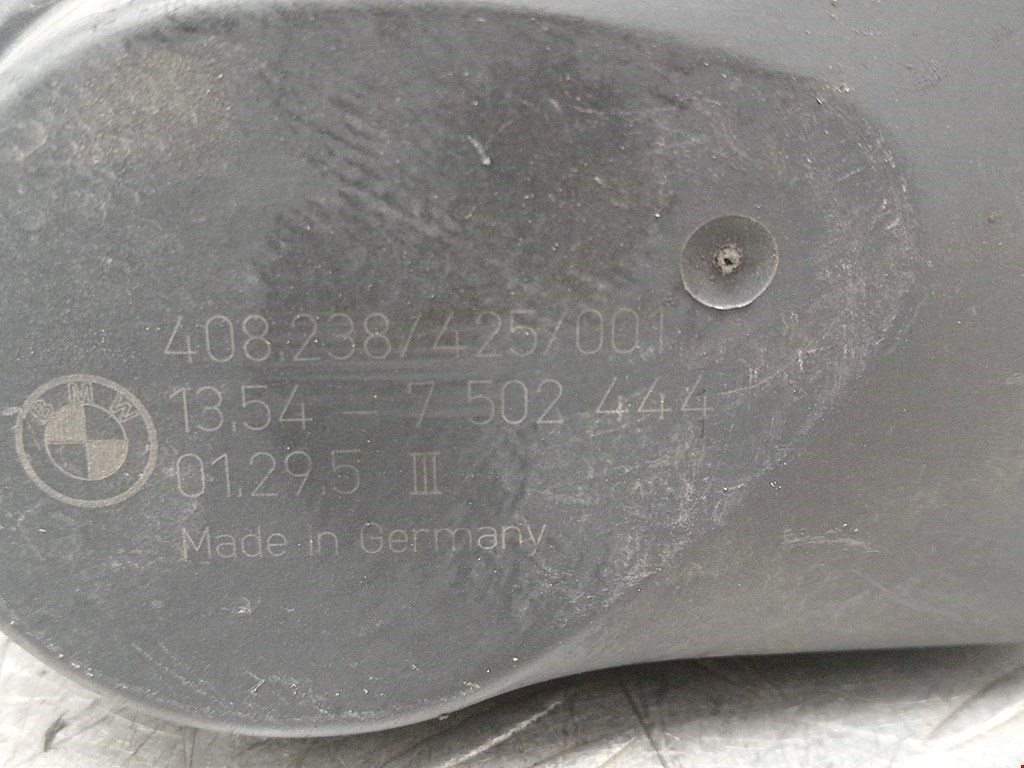 408.238/425/001
13.54 – 7 502 444
BMW
01.29.5 III
Made in Germany